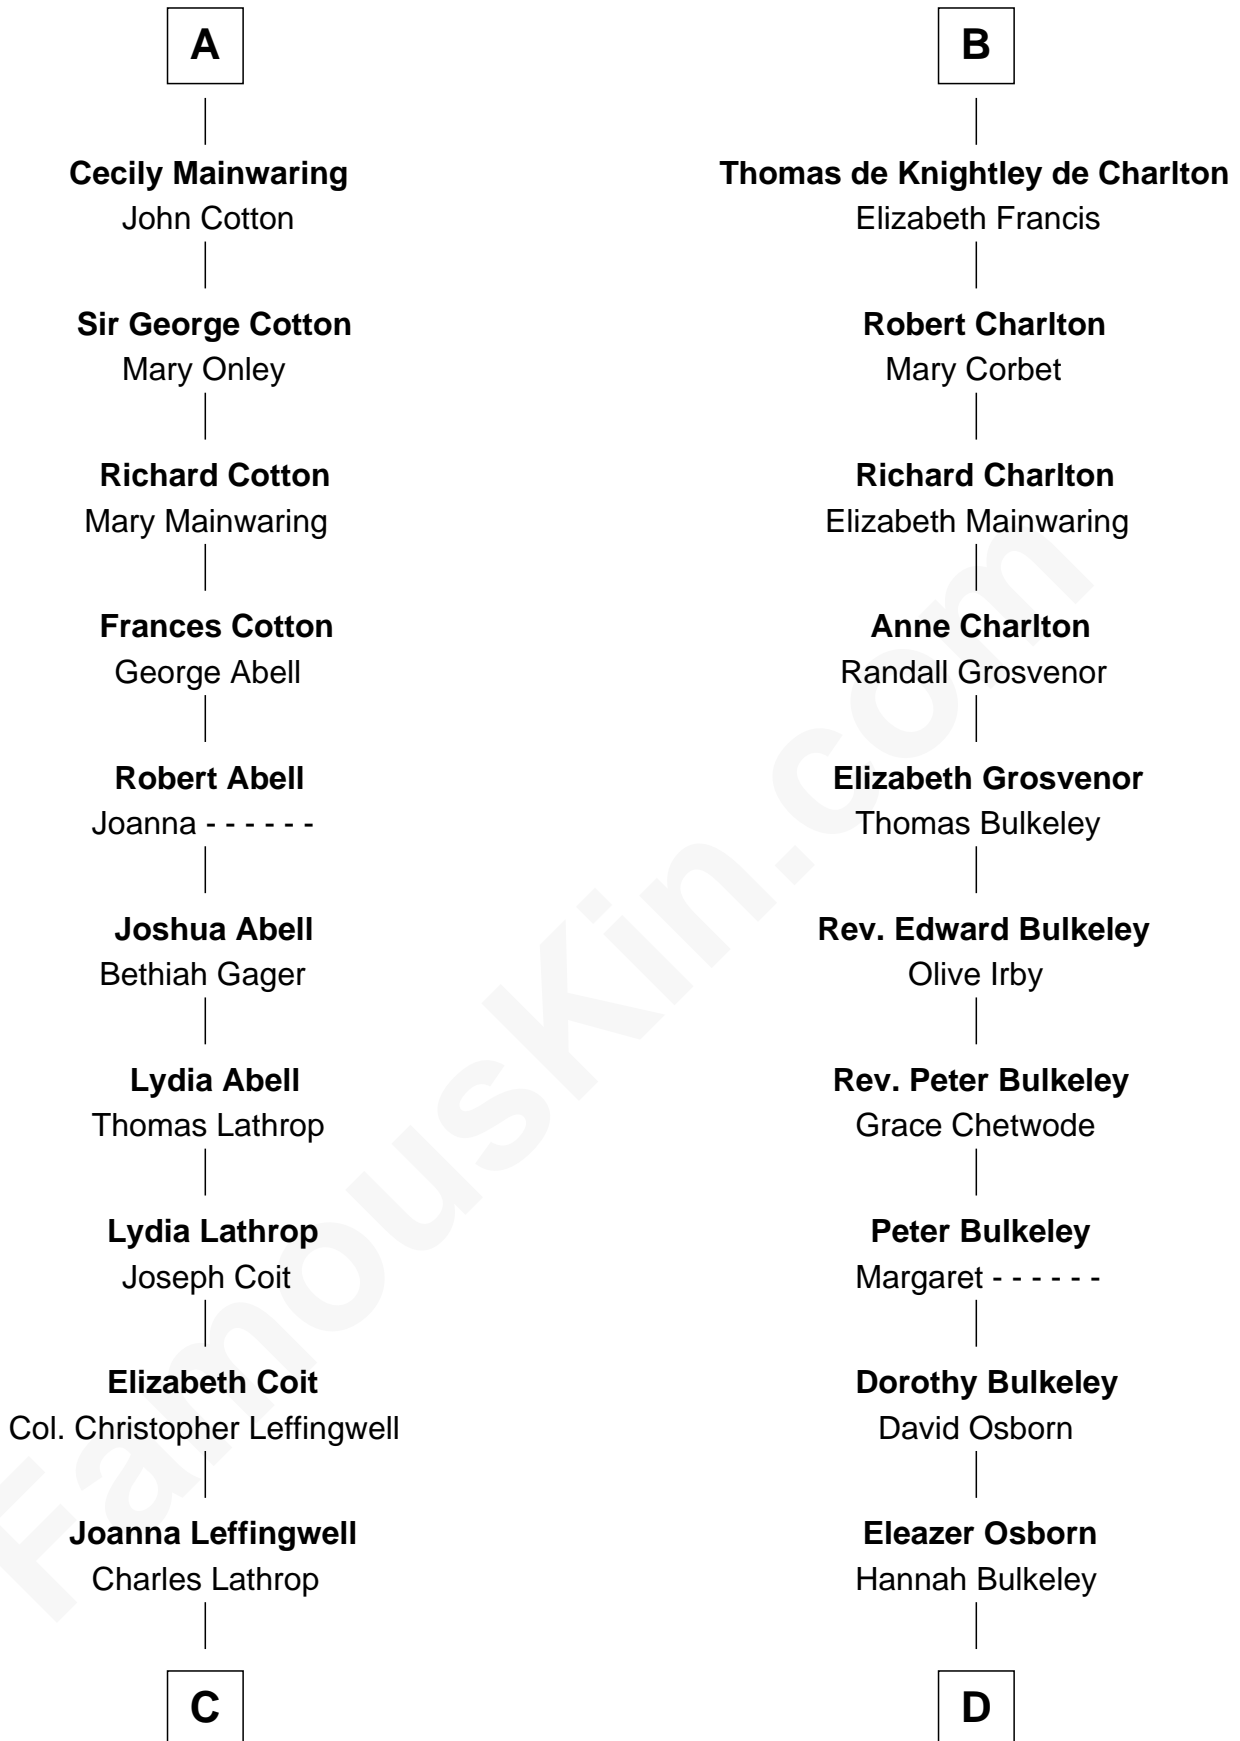 A
Cecily Mainwaring
John Cotton
Sir George Cotton
Mary Onley
Richard Cotton
Mary Mainwaring
Frances Cotton
George Abell
Robert Abell
Joanna - - - - - -
Joshua Abell
Bethiah Gager
Lydia Abell
Thomas Lathrop
Lydia Lathrop
Joseph Coit
Elizabeth Coit
Col. Christopher Leffingwell
Joanna Leffingwell
Charles Lathrop
C
B
Thomas de Knightley de Charlton
Elizabeth Francis
Robert Charlton
Mary Corbet
Richard Charlton
Elizabeth Mainwaring
Anne Charlton
Randall Grosvenor
Elizabeth Grosvenor
Thomas Bulkeley
Rev. Edward Bulkeley
Olive Irby
Rev. Peter Bulkeley
Grace Chetwode
Peter Bulkeley
Margaret - - - - - -
Dorothy Bulkeley
David Osborn
Eleazer Osborn
Hannah Bulkeley
D
FamousKin.com